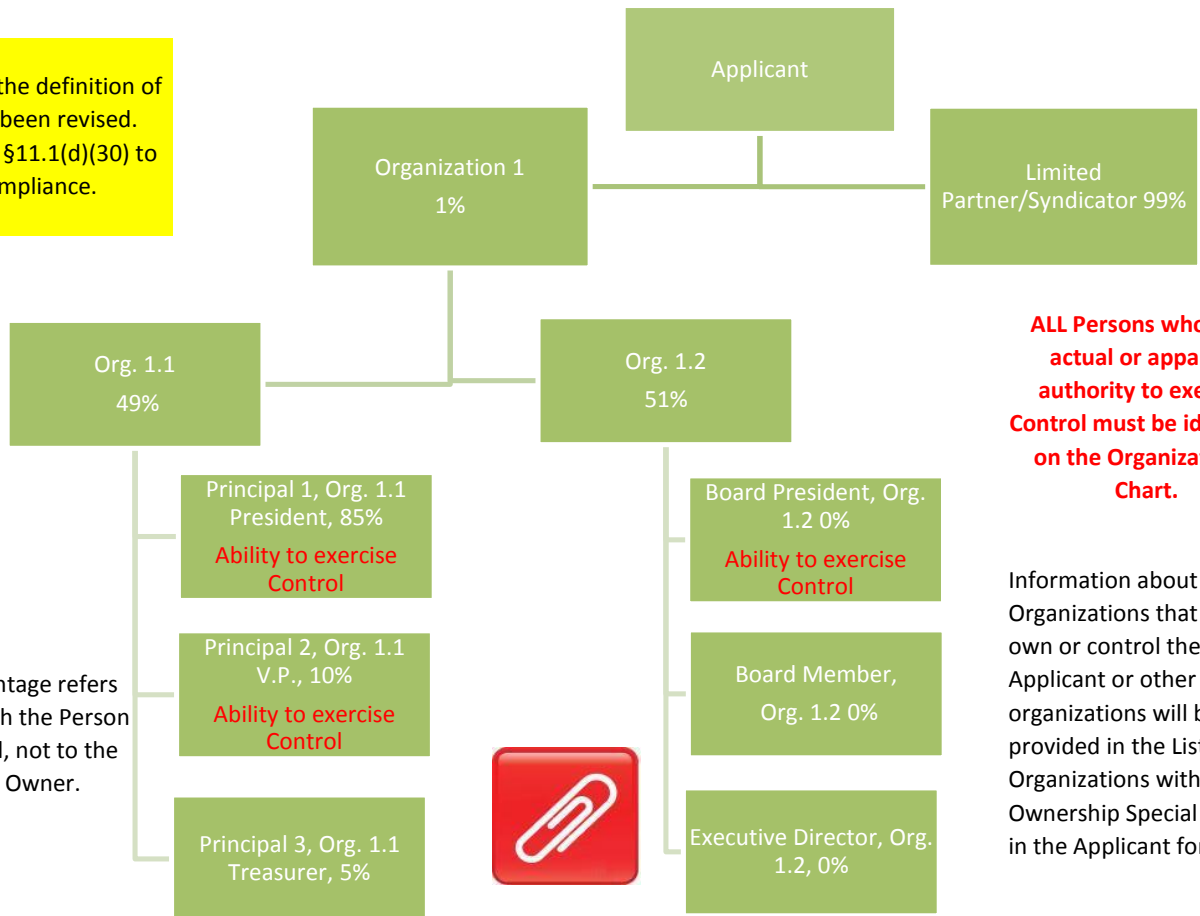 the definition of
been revised.
§11.1(d)(30) to
mpliance.
Applicant
Organization 1
1%
Limited
Partner/Syndicator 99%
Org. 1.1
49%
Org. 1.2
51%
ALL Persons who
actual or appa
authority to exe
Control must be id
on the Organiza
Chart.
Principal 1, Org. 1.1
President, 85%
Ability to exercise
Control
Board President, Org.
1.2 0%
Ability to exercise
Control
Principal 2, Org. 1.1
V.P., 10%
Ability to exercise
Control
Board Member,
Org. 1.2 0%
Information about
Organizations that
own or control the
Applicant or other
organizations will b
provided in the List
Organizations with
Ownership Special
in the Applicant for
ntage refers
h the Person
l, not to the
Owner.
Principal 3, Org. 1.1
Treasurer, 5%
Executive Director, Org.
1.2, 0%